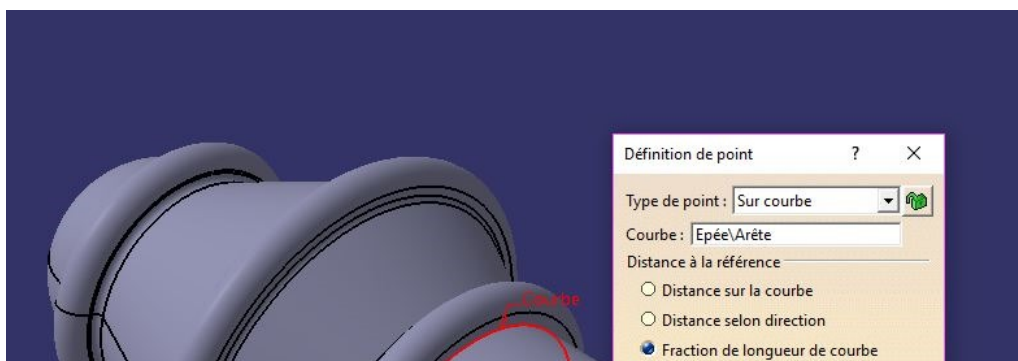 Définition de point ? ×
Type de point : Sur courbe
Courbe : Epée\Arête
Distance à la référence
Distance sur la courbe
Distance selon direction
Fraction de longueur de courbe
Courbe